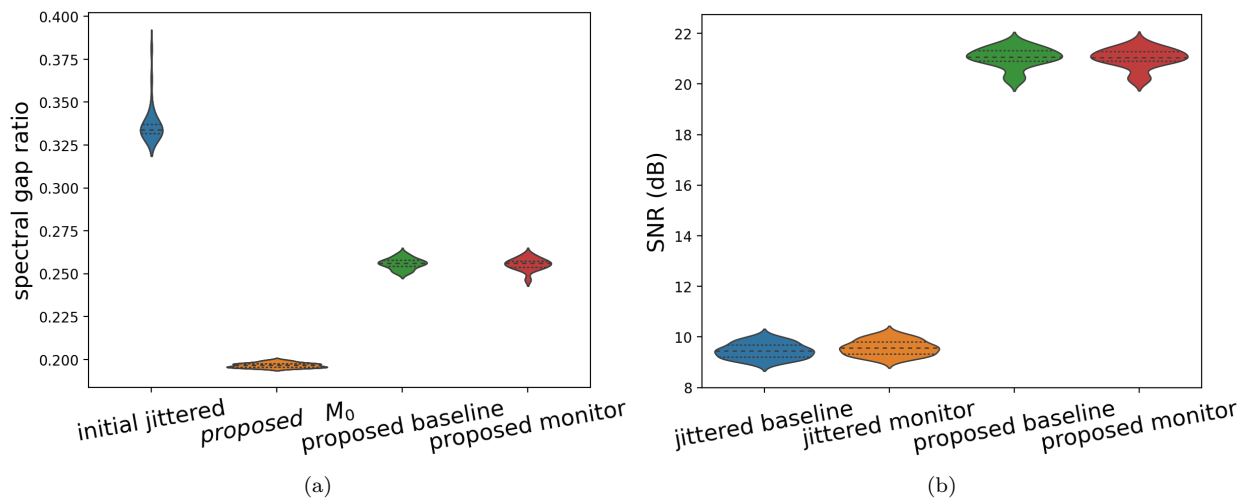 0.400
0.375
0.350
0.325
0.300
0.275
0.250
0.225
0.200
spectral gap ratio
initial jittered
proposed M₀
proposed baseline
proposed monitor
(a)
22
20
18
16
14
12
10
8
SNR (dB)
jittered baseline
jittered monitor
proposed baseline
proposed monitor
(b)